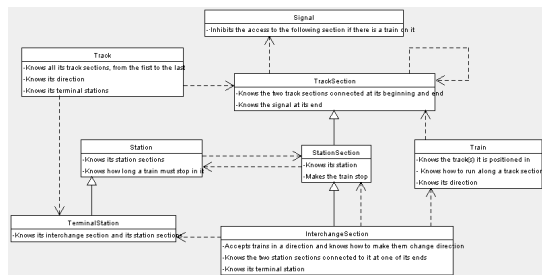 Signal
-Inhibits the access to the following section if there is a train on it
Track
-Knows all its track sections, from the first to the last
-Knows its direction
-Knows its terminal stations
TrackSection
-Knows the two track sections connected at its beginning and end
-Knows the signal at its end
Station
-Knows its station sections
-Knows how long a train must stop in it
StationSection
-Knows its station
-Makes the train stop
Train
-Knows the track(s) it is positioned in
- Knows how to run along a track section
-Knows its direction
TerminalStation
-Knows its interchange section and its station sections
InterchangeSection
-Accepts trains in a direction and knows how to make them change direction
-Knows the two station sections connected to it at one of its ends
-Knows its terminal station